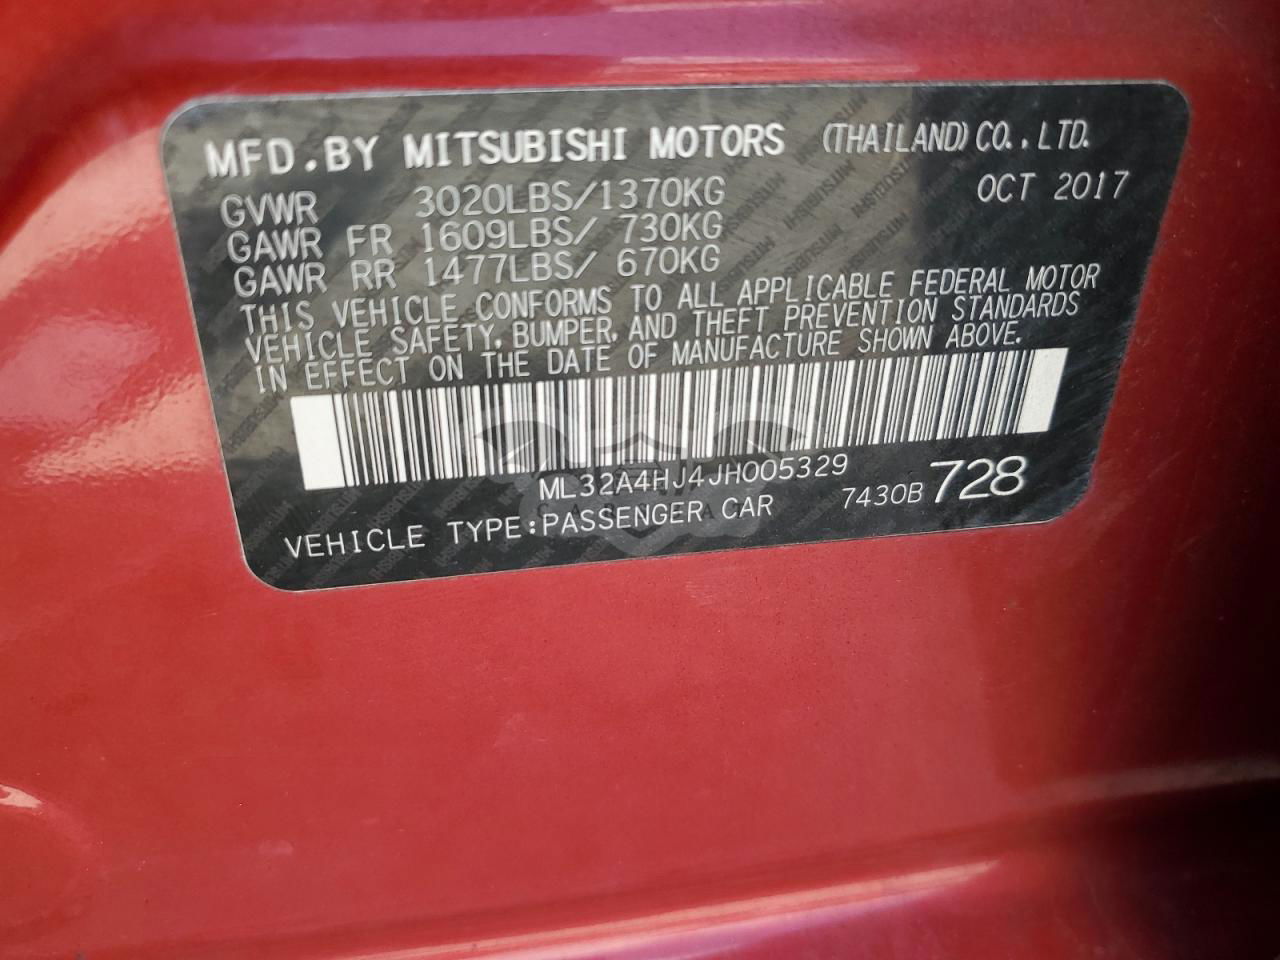 MFD.BY MITSUBISHI MOTORS (THAILAND) CO.,LTD.
GVWR 3020LBS/1370KG OCT 2017
GAWR FR 1609LBS/ 730KG
GAWR RR 1477LBS/ 670KG
THIS VEHICLE CONFORMS TO ALL APPLICABLE FEDERAL MOTOR
VEHICLE SAFETY, BUMPER, AND THEFT PREVENTION STANDARDS
IN EFFECT ON THE DATE OF MANUFACTURE SHOWN ABOVE.
ML32A4HJ4JH005329
VEHICLE TYPE:PASSENGER CAR 7430B 728